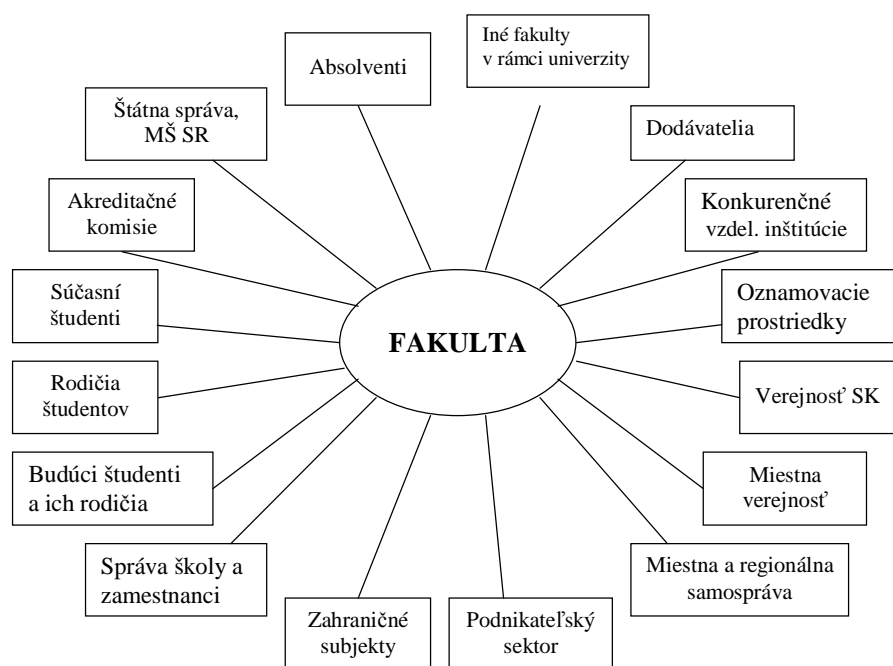 Absolventi
Iné fakulty
v rámci univerzity
Štátna správa,
MŠ SR
Dodávatelia
Akreditačné
komisie
Konkurenčné
vzdel. inštitúcie
Súčasní
študenti
Oznamovacie
prostriedky
FAKULTA
Rodičia
študentov
Verejnosť SK
Budúci študenti
a ich rodičia
Miestna
verejnosť
Správa školy a
zamestnanci
Miestna a regionálna
samospráva
Zahraničné
subjekty
Podnikateľský
sektor